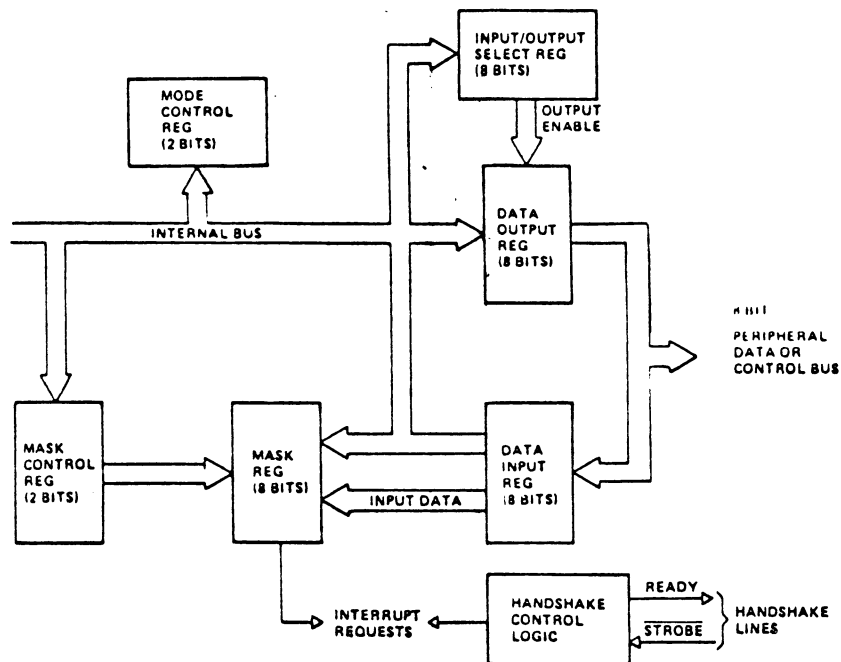 INPUT/OUTPUT
SELECT REG
(8 BITS)
MODE
CONTROL
REG
(2 BITS)
OUTPUT
ENABLE
DATA
OUTPUT
REG
(8 BITS)
INTERNAL BUS
BIT
PERIPHERAL
DATA OR
CONTROL BUS
MASK
CONTROL
REG
(2 BITS)
MASK
REG
(8 BITS)
DATA
INPUT
REG
(8 BITS)
INPUT DATA
INTERRUPT
REQUESTS
HANDSHAKE
CONTROL
LOGIC
READY
STROBE
HANDSHAKE
LINES